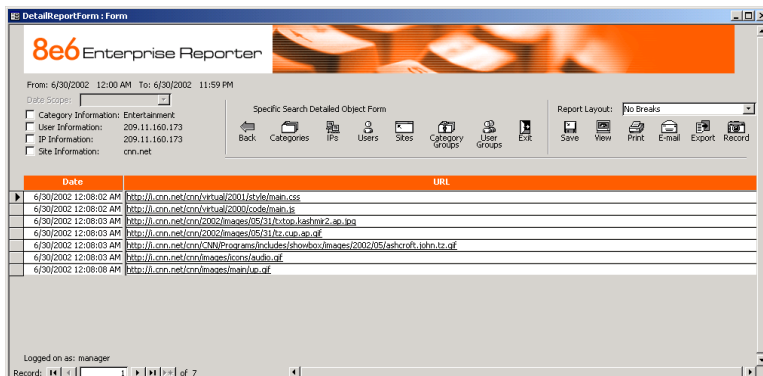 DetailReportForm : Form
8e6 Enterprise Reporter
From: 6/30/2002 12:00 AM To: 6/30/2002 11:59 PM
Date Scope:
Category Information: Entertainment
User Information: 209.11.160.173
IP Information: 209.11.160.173
Site Information: cnn.net
Specific Search Detailed Object Form
Back Categories IPs Users Sites Category Groups User Groups Exit
Report Layout: No Breaks
Save View Print E-mail Export Record
Date URL
6/30/2002 12:08:02 AM http://i.cnn.net/cnn/virtual/2001/style/main.css
6/30/2002 12:08:02 AM http://i.cnn.net/cnn/virtual/2000/code/main.js
6/30/2002 12:08:03 AM http://i.cnn.net/cnn/2002/images/05/31/txtop.kashmir2.ap.jpg
6/30/2002 12:08:03 AM http://i.cnn.net/cnn/2002/images/05/31/tz.cup.ap.gif
6/30/2002 12:08:03 AM http://i.cnn.net/cnn/CNN/Programs/includes/showbox/images/2002/05/ashcroft.john.tz.gif
6/30/2002 12:08:03 AM http://i.cnn.net/cnn/images/icons/audio.gif
6/30/2002 12:08:08 AM http://i.cnn.net/cnn/images/main/up.gif
Logged on as: manager
Record: 1 of 7